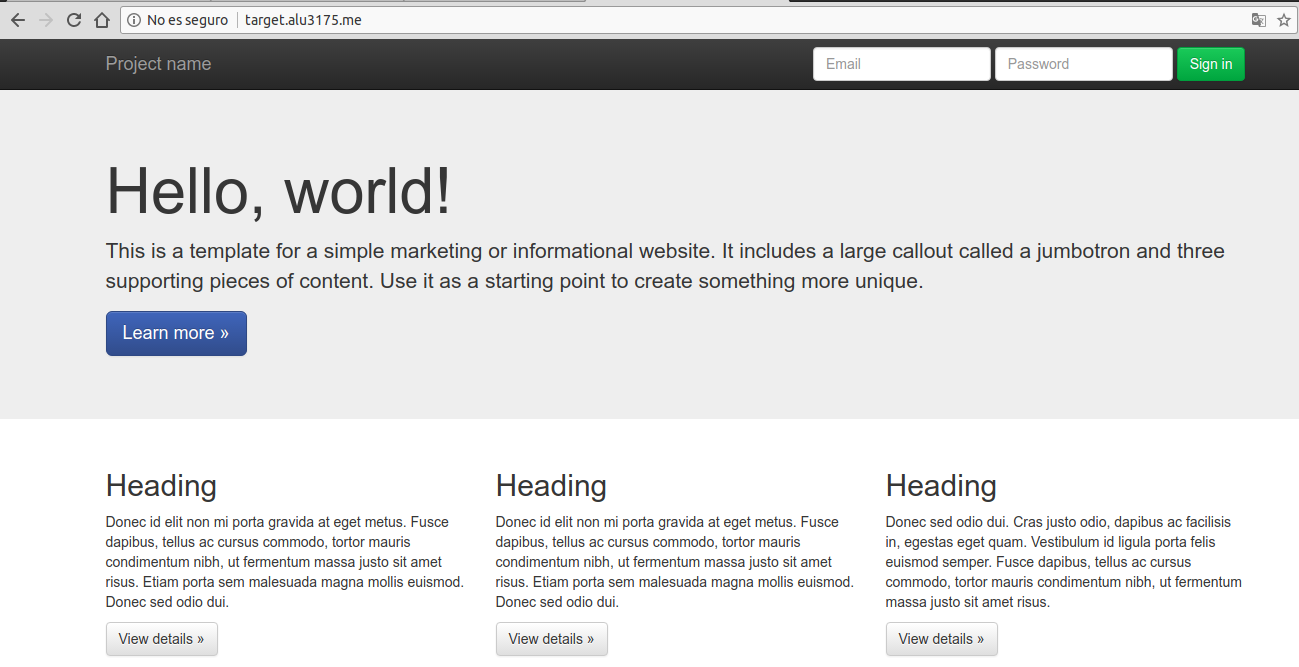 No es seguro target.alu3175.me
Project name Email Password Sign in
Hello, world!
This is a template for a simple marketing or informational website. It includes a large callout called a jumbotron and three
supporting pieces of content. Use it as a starting point to create something more unique.
Learn more »
Heading
Donec id elit non mi porta gravida at eget metus. Fusce
dapibus, tellus ac cursus commodo, tortor mauris
condimentum nibh, ut fermentum massa justo sit amet
risus. Etiam porta sem malesuada magna mollis euismod.
Donec sed odio dui.
View details »
Heading
Donec id elit non mi porta gravida at eget metus. Fusce
dapibus, tellus ac cursus commodo, tortor mauris
condimentum nibh, ut fermentum massa justo sit amet
risus. Etiam porta sem malesuada magna mollis euismod.
Donec sed odio dui.
View details »
Heading
Donec sed odio dui. Cras justo odio, dapibus ac facilisis
in, egestas eget quam. Vestibulum id ligula porta felis
euismod semper. Fusce dapibus, tellus ac cursus
commodo, tortor mauris condimentum nibh, ut fermentum
massa justo sit amet risus.
View details »